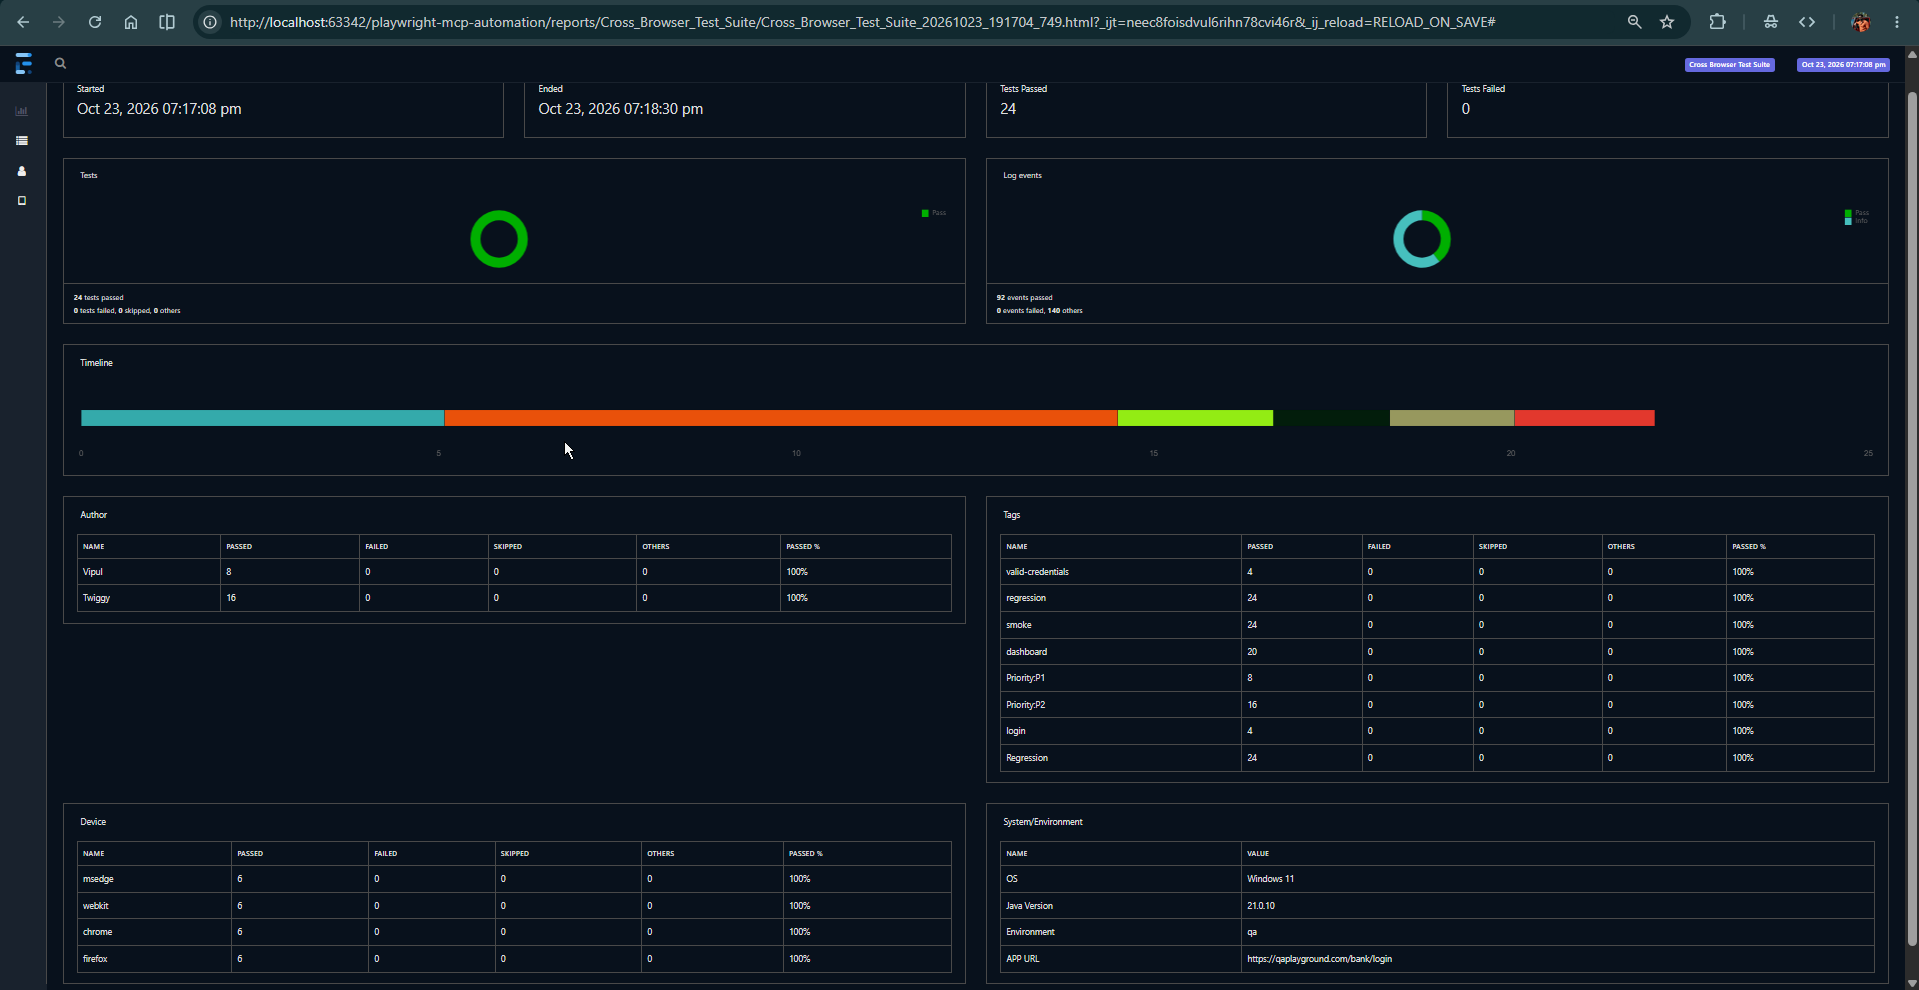 http://localhost:63342/playwright-mcp-automation/reports/Cross_Browser_Test_Suite/Cross_Browser_Test_Suite_20261023_191704_749.html?_ijt=neec8foisdvul6rihn78cvi46r&_ij_reload=RELOAD_ON_SAVE#
Cross Browser Test Suite Oct 23, 2026 07:17:08 pm
Started Ended Tests Passed Tests Failed
Oct 23, 2026 07:17:08 pm Oct 23, 2026 07:18:30 pm 24 0
Tests
Pass
24 tests passed
0 tests failed, 0 skipped, 0 others
Log events
Pass
Info
92 events passed
0 events failed, 140 others
Timeline
0 5 10 15 20 25
Author
NAME PASSED FAILED SKIPPED OTHERS PASSED %
Vipul 8 0 0 0 100%
Twiggy 16 0 0 0 100%
Tags
NAME PASSED FAILED SKIPPED OTHERS PASSED %
valid-credentials 4 0 0 0 100%
regression 24 0 0 0 100%
smoke 24 0 0 0 100%
dashboard 20 0 0 0 100%
Priority:P1 8 0 0 0 100%
Priority:P2 16 0 0 0 100%
login 4 0 0 0 100%
Regression 24 0 0 0 100%
Device
NAME PASSED FAILED SKIPPED OTHERS PASSED %
msedge 6 0 0 0 100%
webkit 6 0 0 0 100%
chrome 6 0 0 0 100%
firefox 6 0 0 0 100%
System/Environment
NAME VALUE
OS Windows 11
Java Version 21.0.10
Environment qa
APP URL https://qaplayground.com/bank/login